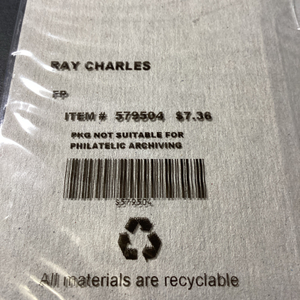 RAY CHARLES
FP
ITEM # 579504 $7.36
PKG NOT SUITABLE FOR
PHILATELIC ARCHIVING
579504
All materials are recyclable